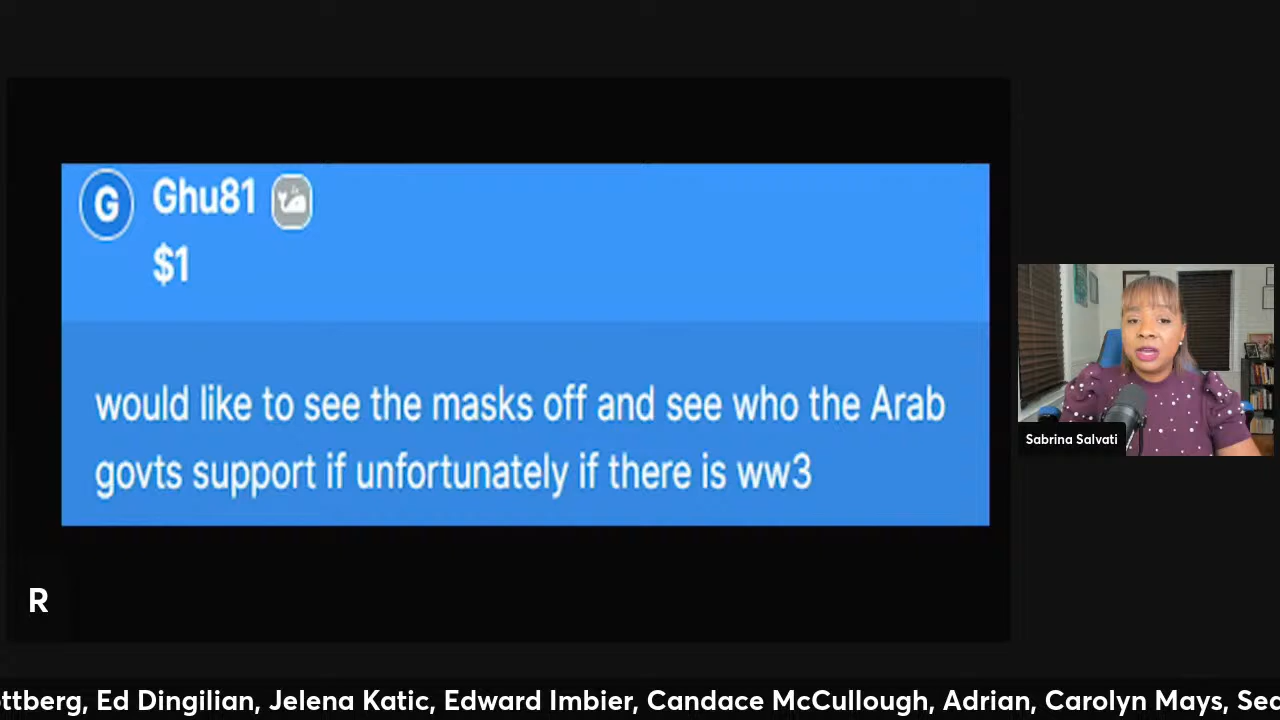 G
Ghu81
$1
would like to see the masks off and see who the Arab
govts support if unfortunately if there is ww3
Sabrina Salvati
R
ttberg, Ed Dingilian, Jelena Katic, Edward Imbier, Candace McCullough, Adrian, Carolyn Mays, Sea